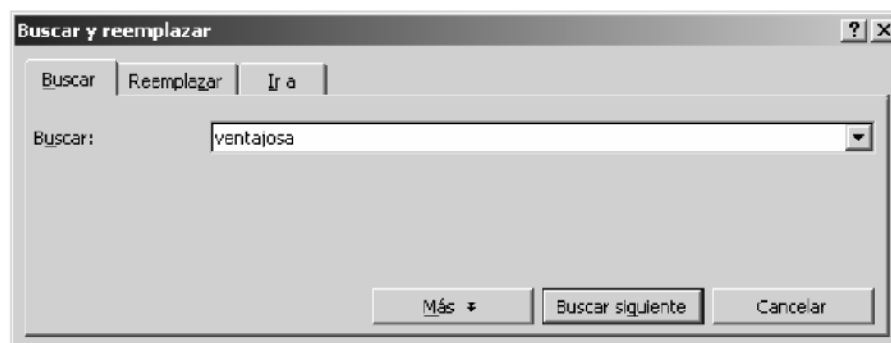 Buscar y reemplazar
Buscar Reemplazar Ir a
Buscar: ventajosa
Más Buscar siguiente Cancelar